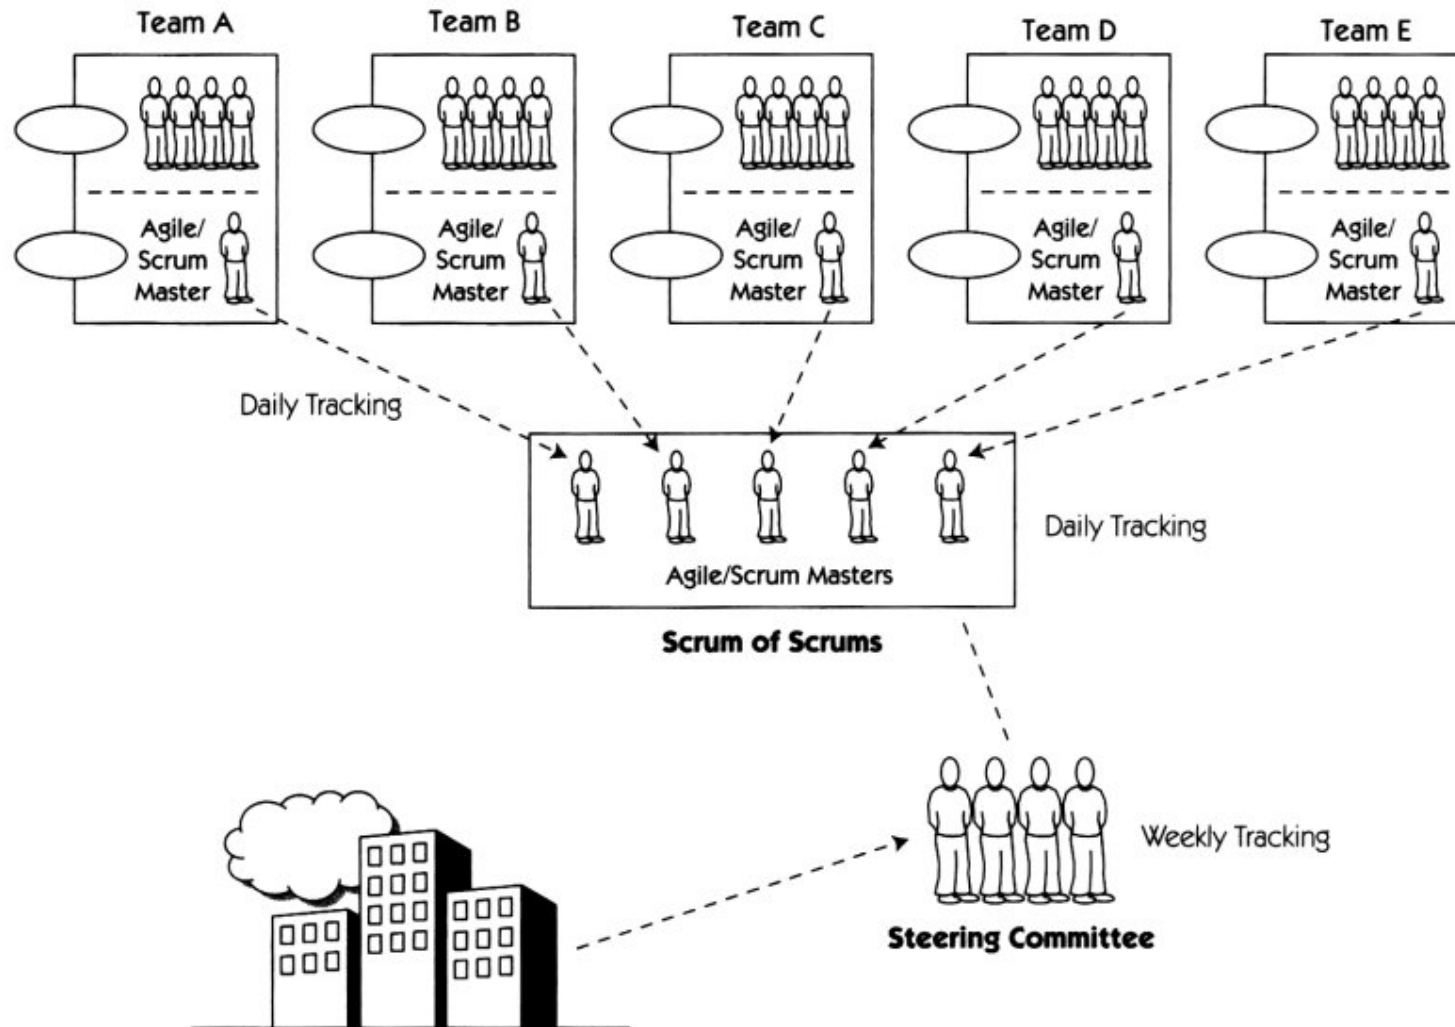 Team A
Team B
Team C
Team D
Team E
Agile/
Scrum
Master
Agile/
Scrum
Master
Agile/
Scrum
Master
Agile/
Scrum
Master
Agile/
Scrum
Master
Daily Tracking
Daily Tracking
Agile/Scrum Masters
Scrum of Scrums
Weekly Tracking
Steering Committee